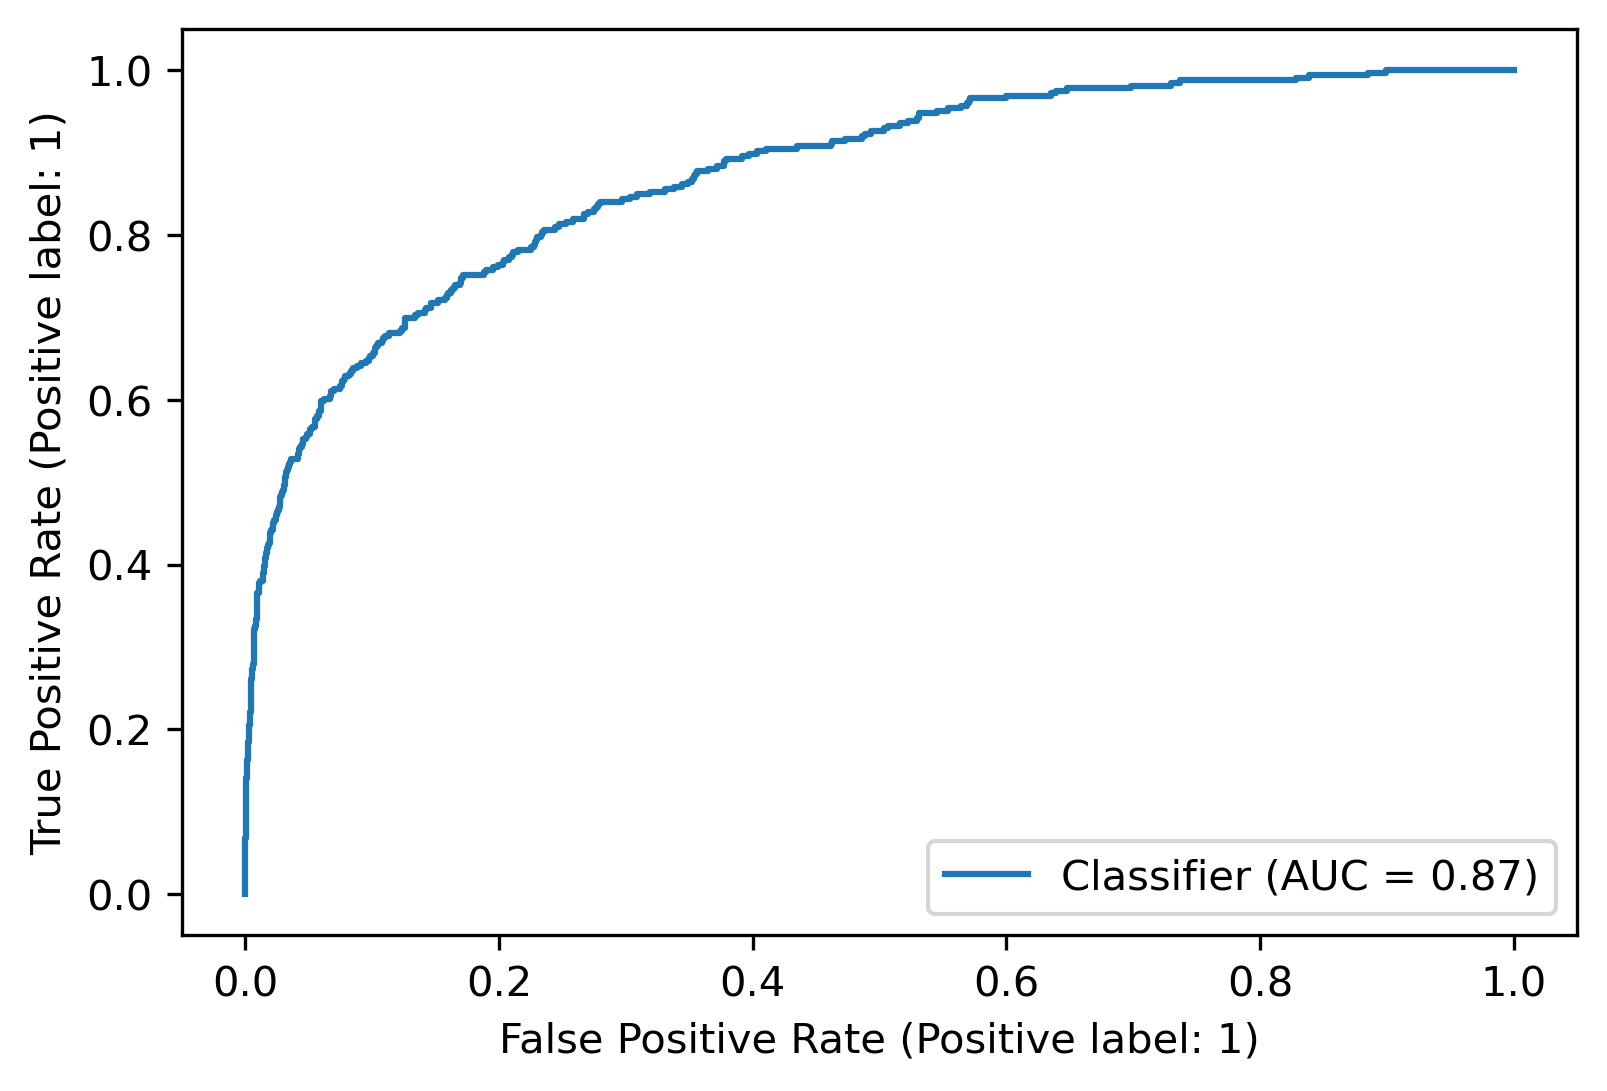 True Positive Rate (Positive label: 1)
1.0
0.8
0.6
0.4
0.2
0.0
Classifier (AUC = 0.87)
0.0 0.2 0.4 0.6 0.8 1.0
False Positive Rate (Positive label: 1)